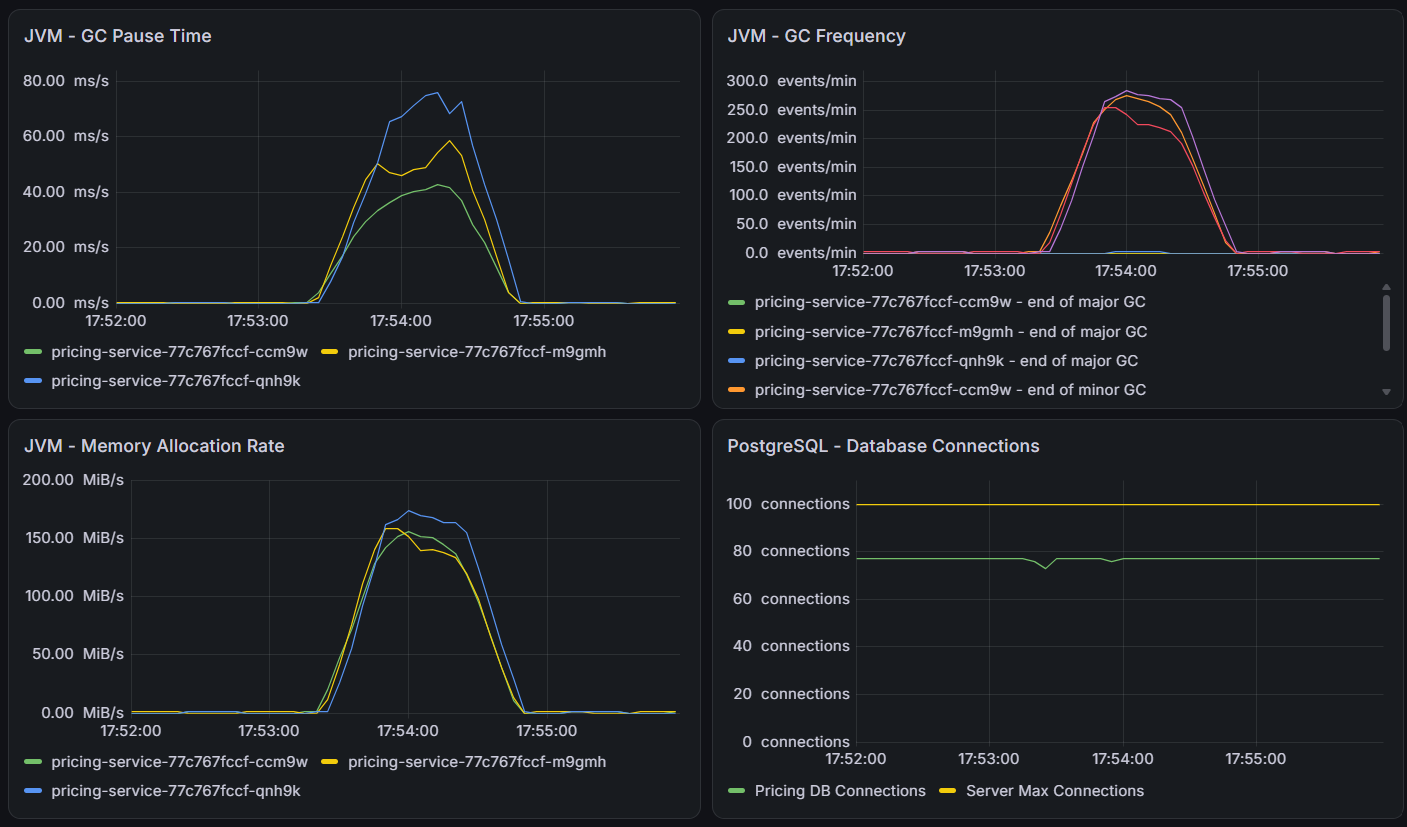 JVM - GC Pause Time
80.00 ms/s
60.00 ms/s
40.00 ms/s
20.00 ms/s
0.00 ms/s
17:52:00 17:53:00 17:54:00 17:55:00
pricing-service-77c767fccf-ccm9w pricing-service-77c767fccf-m9gmh
pricing-service-77c767fccf-qnh9k
JVM - GC Frequency
300.0 events/min
250.0 events/min
200.0 events/min
150.0 events/min
100.0 events/min
50.0 events/min
0.0 events/min
17:52:00 17:53:00 17:54:00 17:55:00
pricing-service-77c767fccf-ccm9w - end of major GC
pricing-service-77c767fccf-m9gmh - end of major GC
pricing-service-77c767fccf-qnh9k - end of major GC
pricing-service-77c767fccf-ccm9w - end of minor GC
JVM - Memory Allocation Rate
200.00 MiB/s
150.00 MiB/s
100.00 MiB/s
50.00 MiB/s
0.00 MiB/s
17:52:00 17:53:00 17:54:00 17:55:00
pricing-service-77c767fccf-ccm9w pricing-service-77c767fccf-m9gmh
pricing-service-77c767fccf-qnh9k
PostgreSQL - Database Connections
100 connections
80 connections
60 connections
40 connections
20 connections
0 connections
17:52:00 17:53:00 17:54:00 17:55:00
Pricing DB Connections Server Max Connections